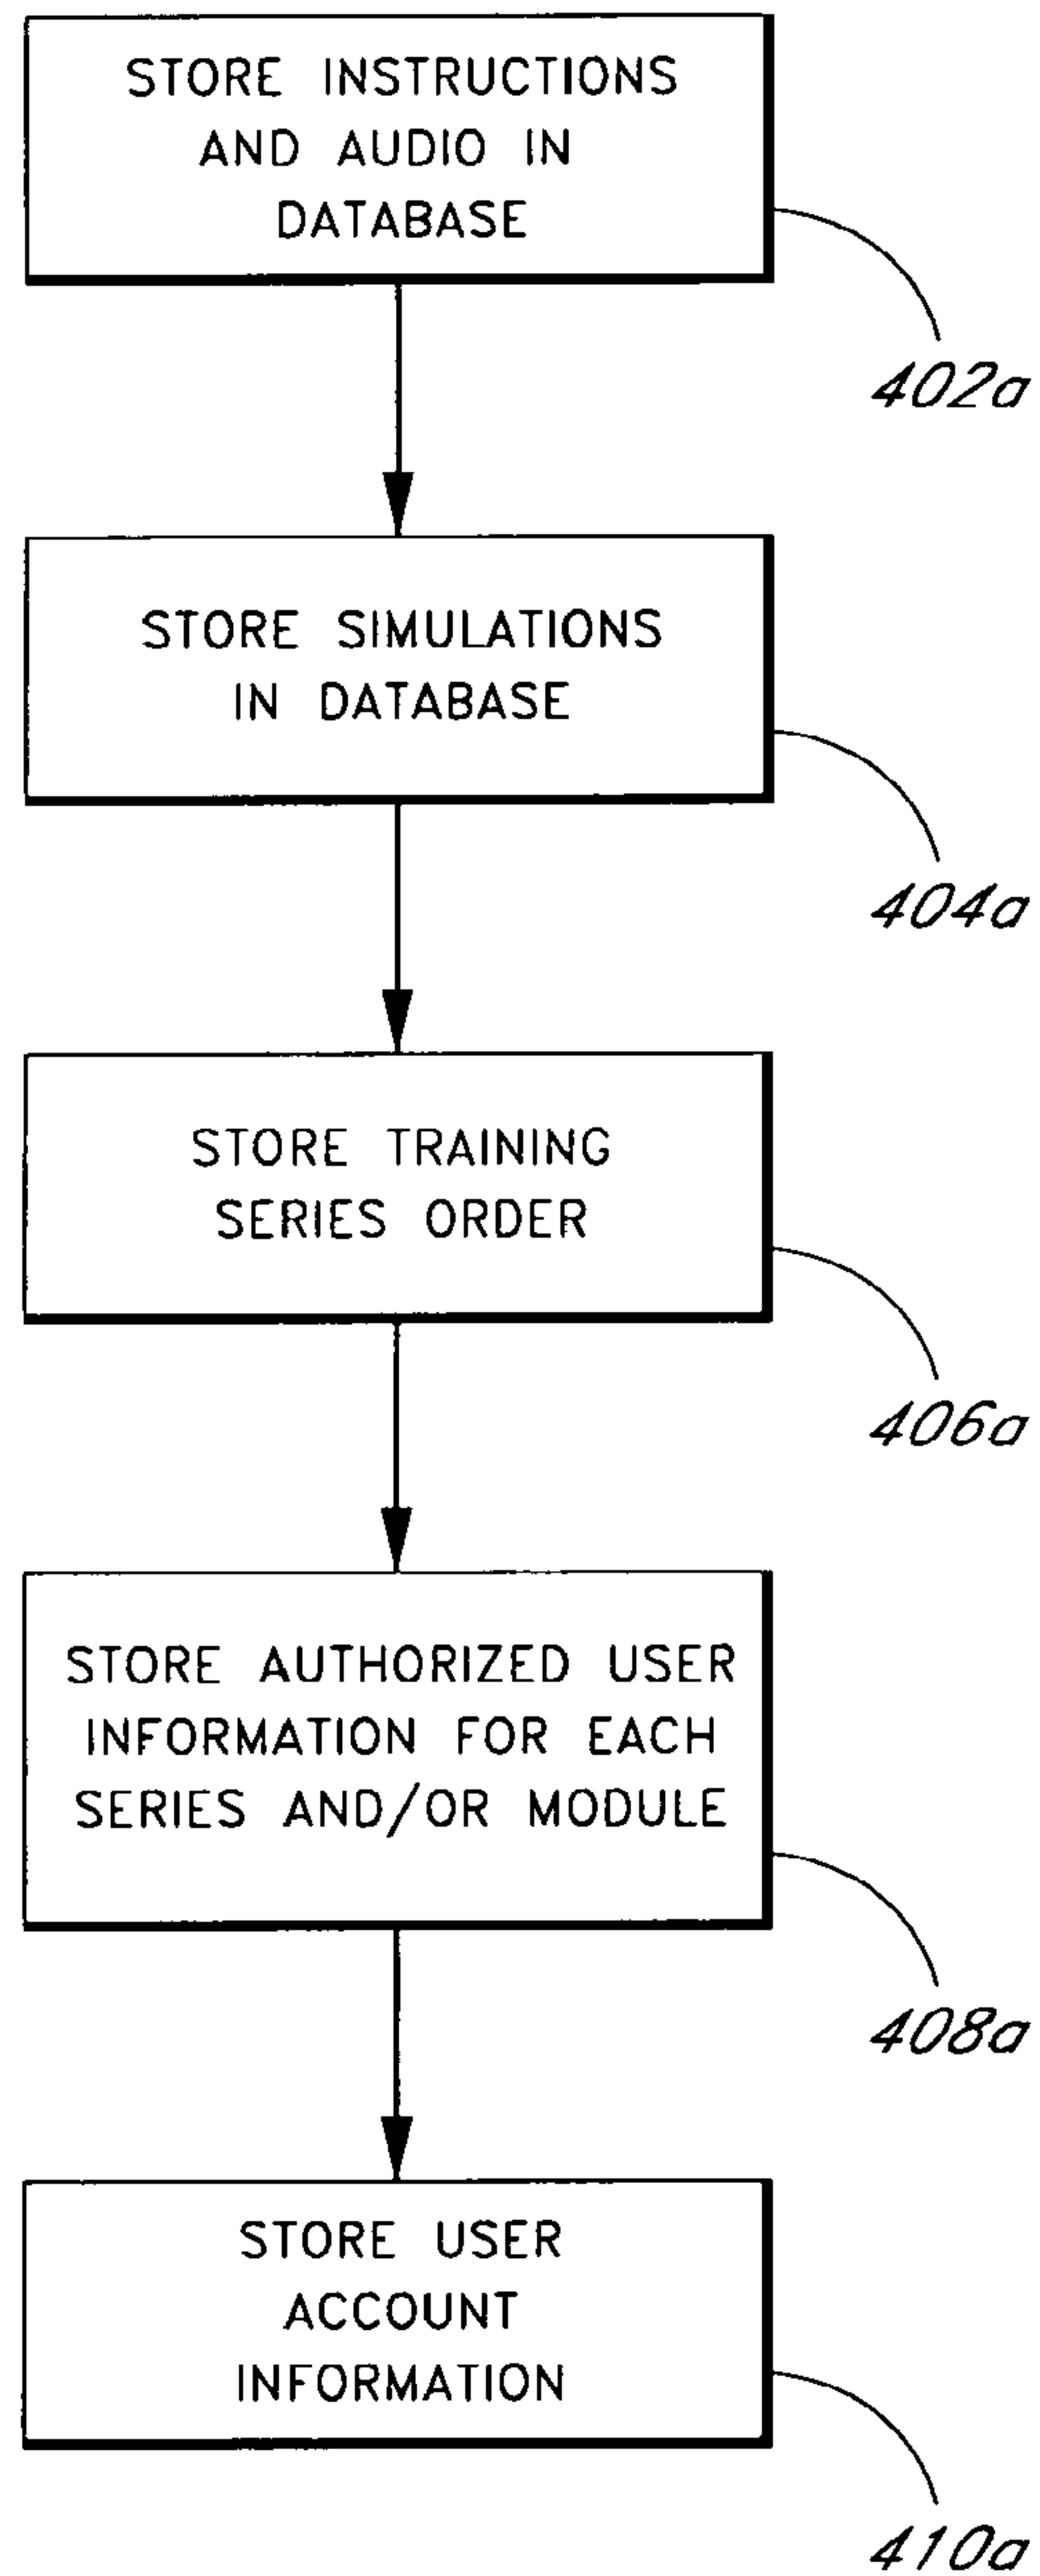 STORE INSTRUCTIONS
AND AUDIO IN
DATABASE
402a
STORE SIMULATIONS
IN DATABASE
404a
STORE TRAINING
SERIES ORDER
406a
STORE AUTHORIZED USER
INFORMATION FOR EACH
SERIES AND/OR MODULE
408a
STORE USER
ACCOUNT
INFORMATION
410a